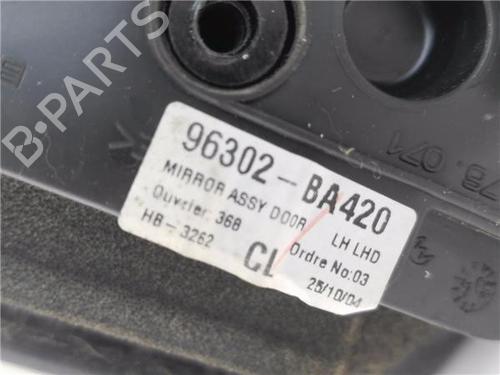 B-PARTS
96302-BA420
MIRROR ASSY DOOR LH LHD
Ouvrier: 368 Ordre No:03
HB-3262 CL 25/10/04